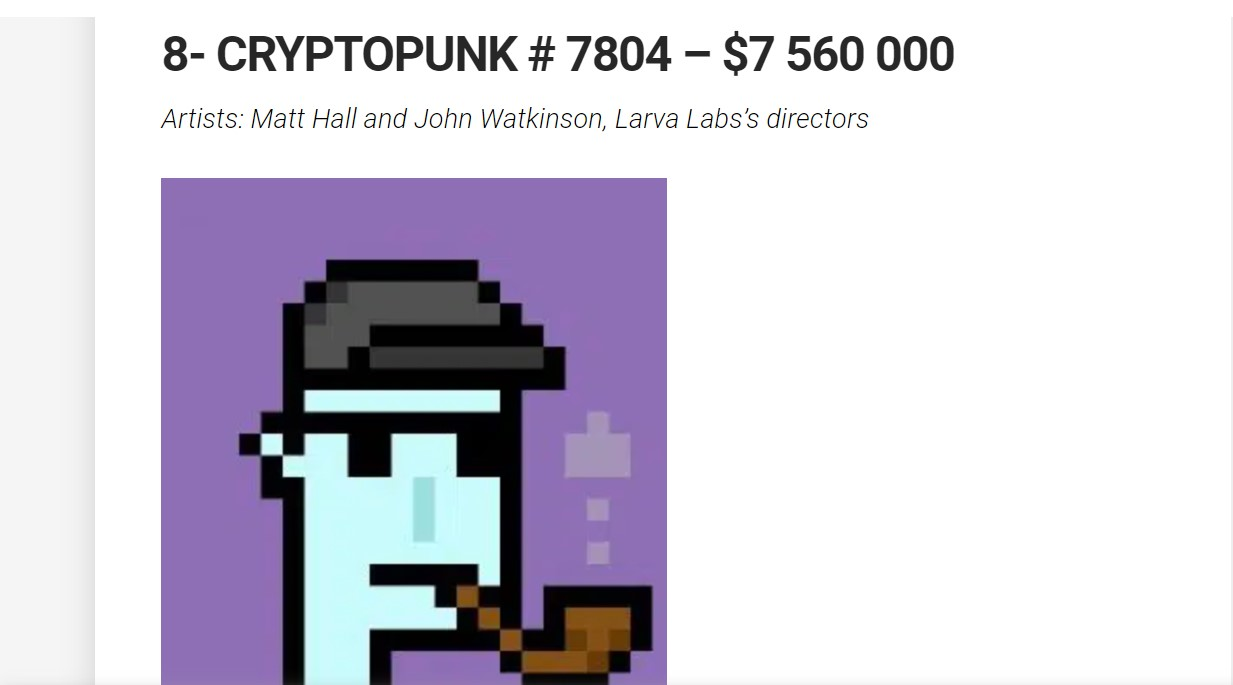 8- CRYPTOPUNK # 7804 – $7 560 000
Artists: Matt Hall and John Watkinson, Larva Labs’s directors